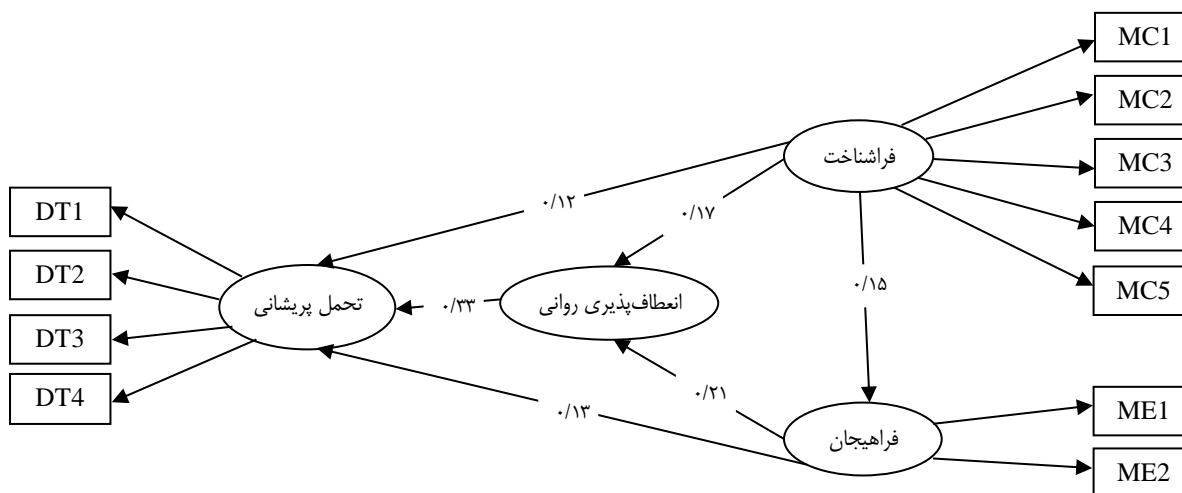 MC1
MC2
فراشناخت
MC3
DT1
۰/۱۲
۰/۱۷
MC4
DT2
۰/۱۵
MC5
تحمل پریشانی
۰/۳۳
انعطاف‌پذیری روانی
DT3
DT4
۰/۲۱
ME1
۰/۱۳
فراهیجان
ME2